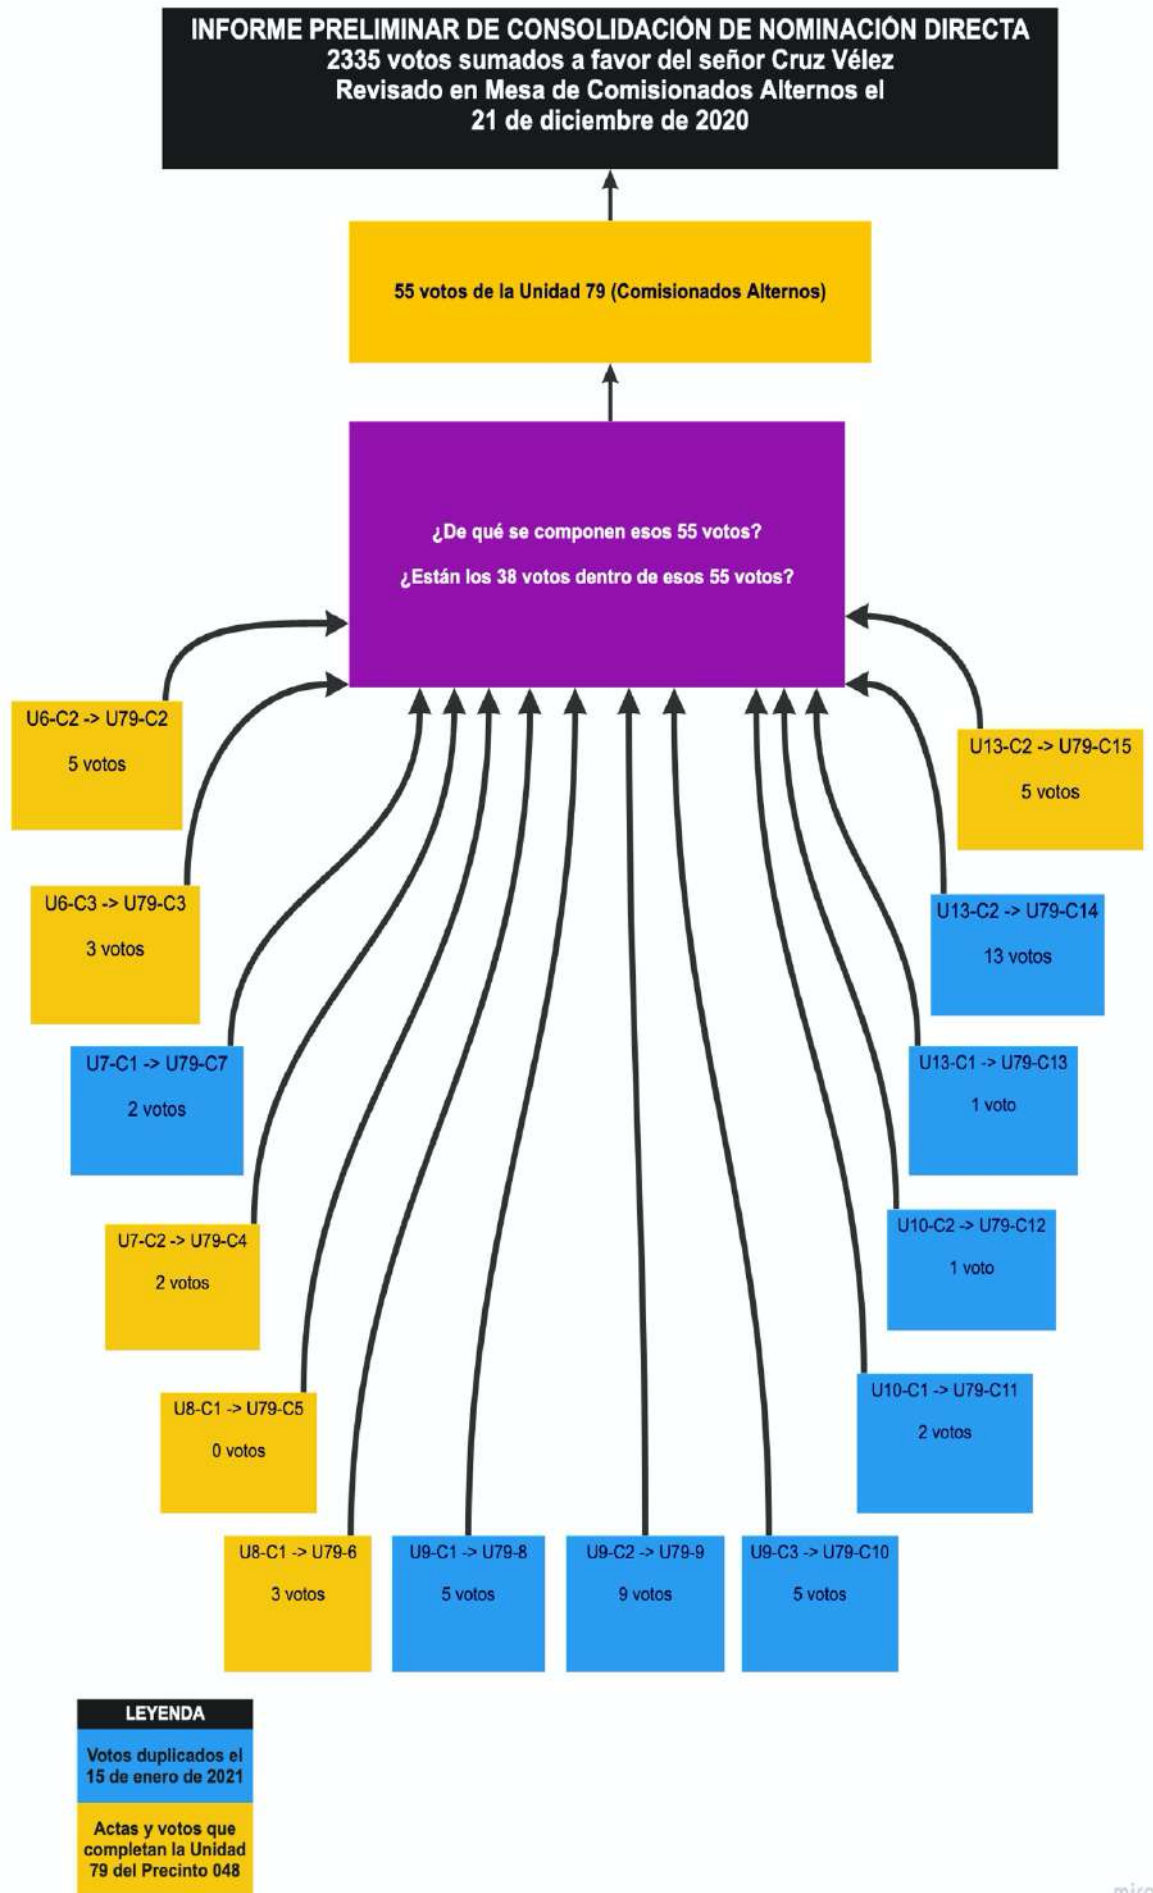 INFORME PRELIMINAR DE CONSOLIDACIÓN DE NOMINACIÓN DIRECTA
2335 votos sumados a favor del señor Cruz Vélez
Revisado en Mesa de Comisionados Alternos el
21 de diciembre de 2020
55 votos de la Unidad 79 (Comisionados Alternos)
¿De qué se componen esos 55 votos?
¿Están los 38 votos dentro de esos 55 votos?
U6-C2 -> U79-C2
5 votos
U13-C2 -> U79-C15
5 votos
U6-C3 -> U79-C3
3 votos
U13-C2 -> U79-C14
13 votos
U7-C1 -> U79-C7
2 votos
U13-C1 -> U79-C13
1 voto
U7-C2 -> U79-C4
2 votos
U10-C2 -> U79-C12
1 voto
U8-C1 -> U79-C5
0 votos
U10-C1 -> U79-C11
2 votos
U8-C1 -> U79-6
3 votos
U9-C1 -> U79-8
5 votos
U9-C2 -> U79-9
9 votos
U9-C3 -> U79-C10
5 votos
LEYENDA
Votos duplicados el
15 de enero de 2021
Actas y votos que
completan la Unidad
79 del Precinto 048